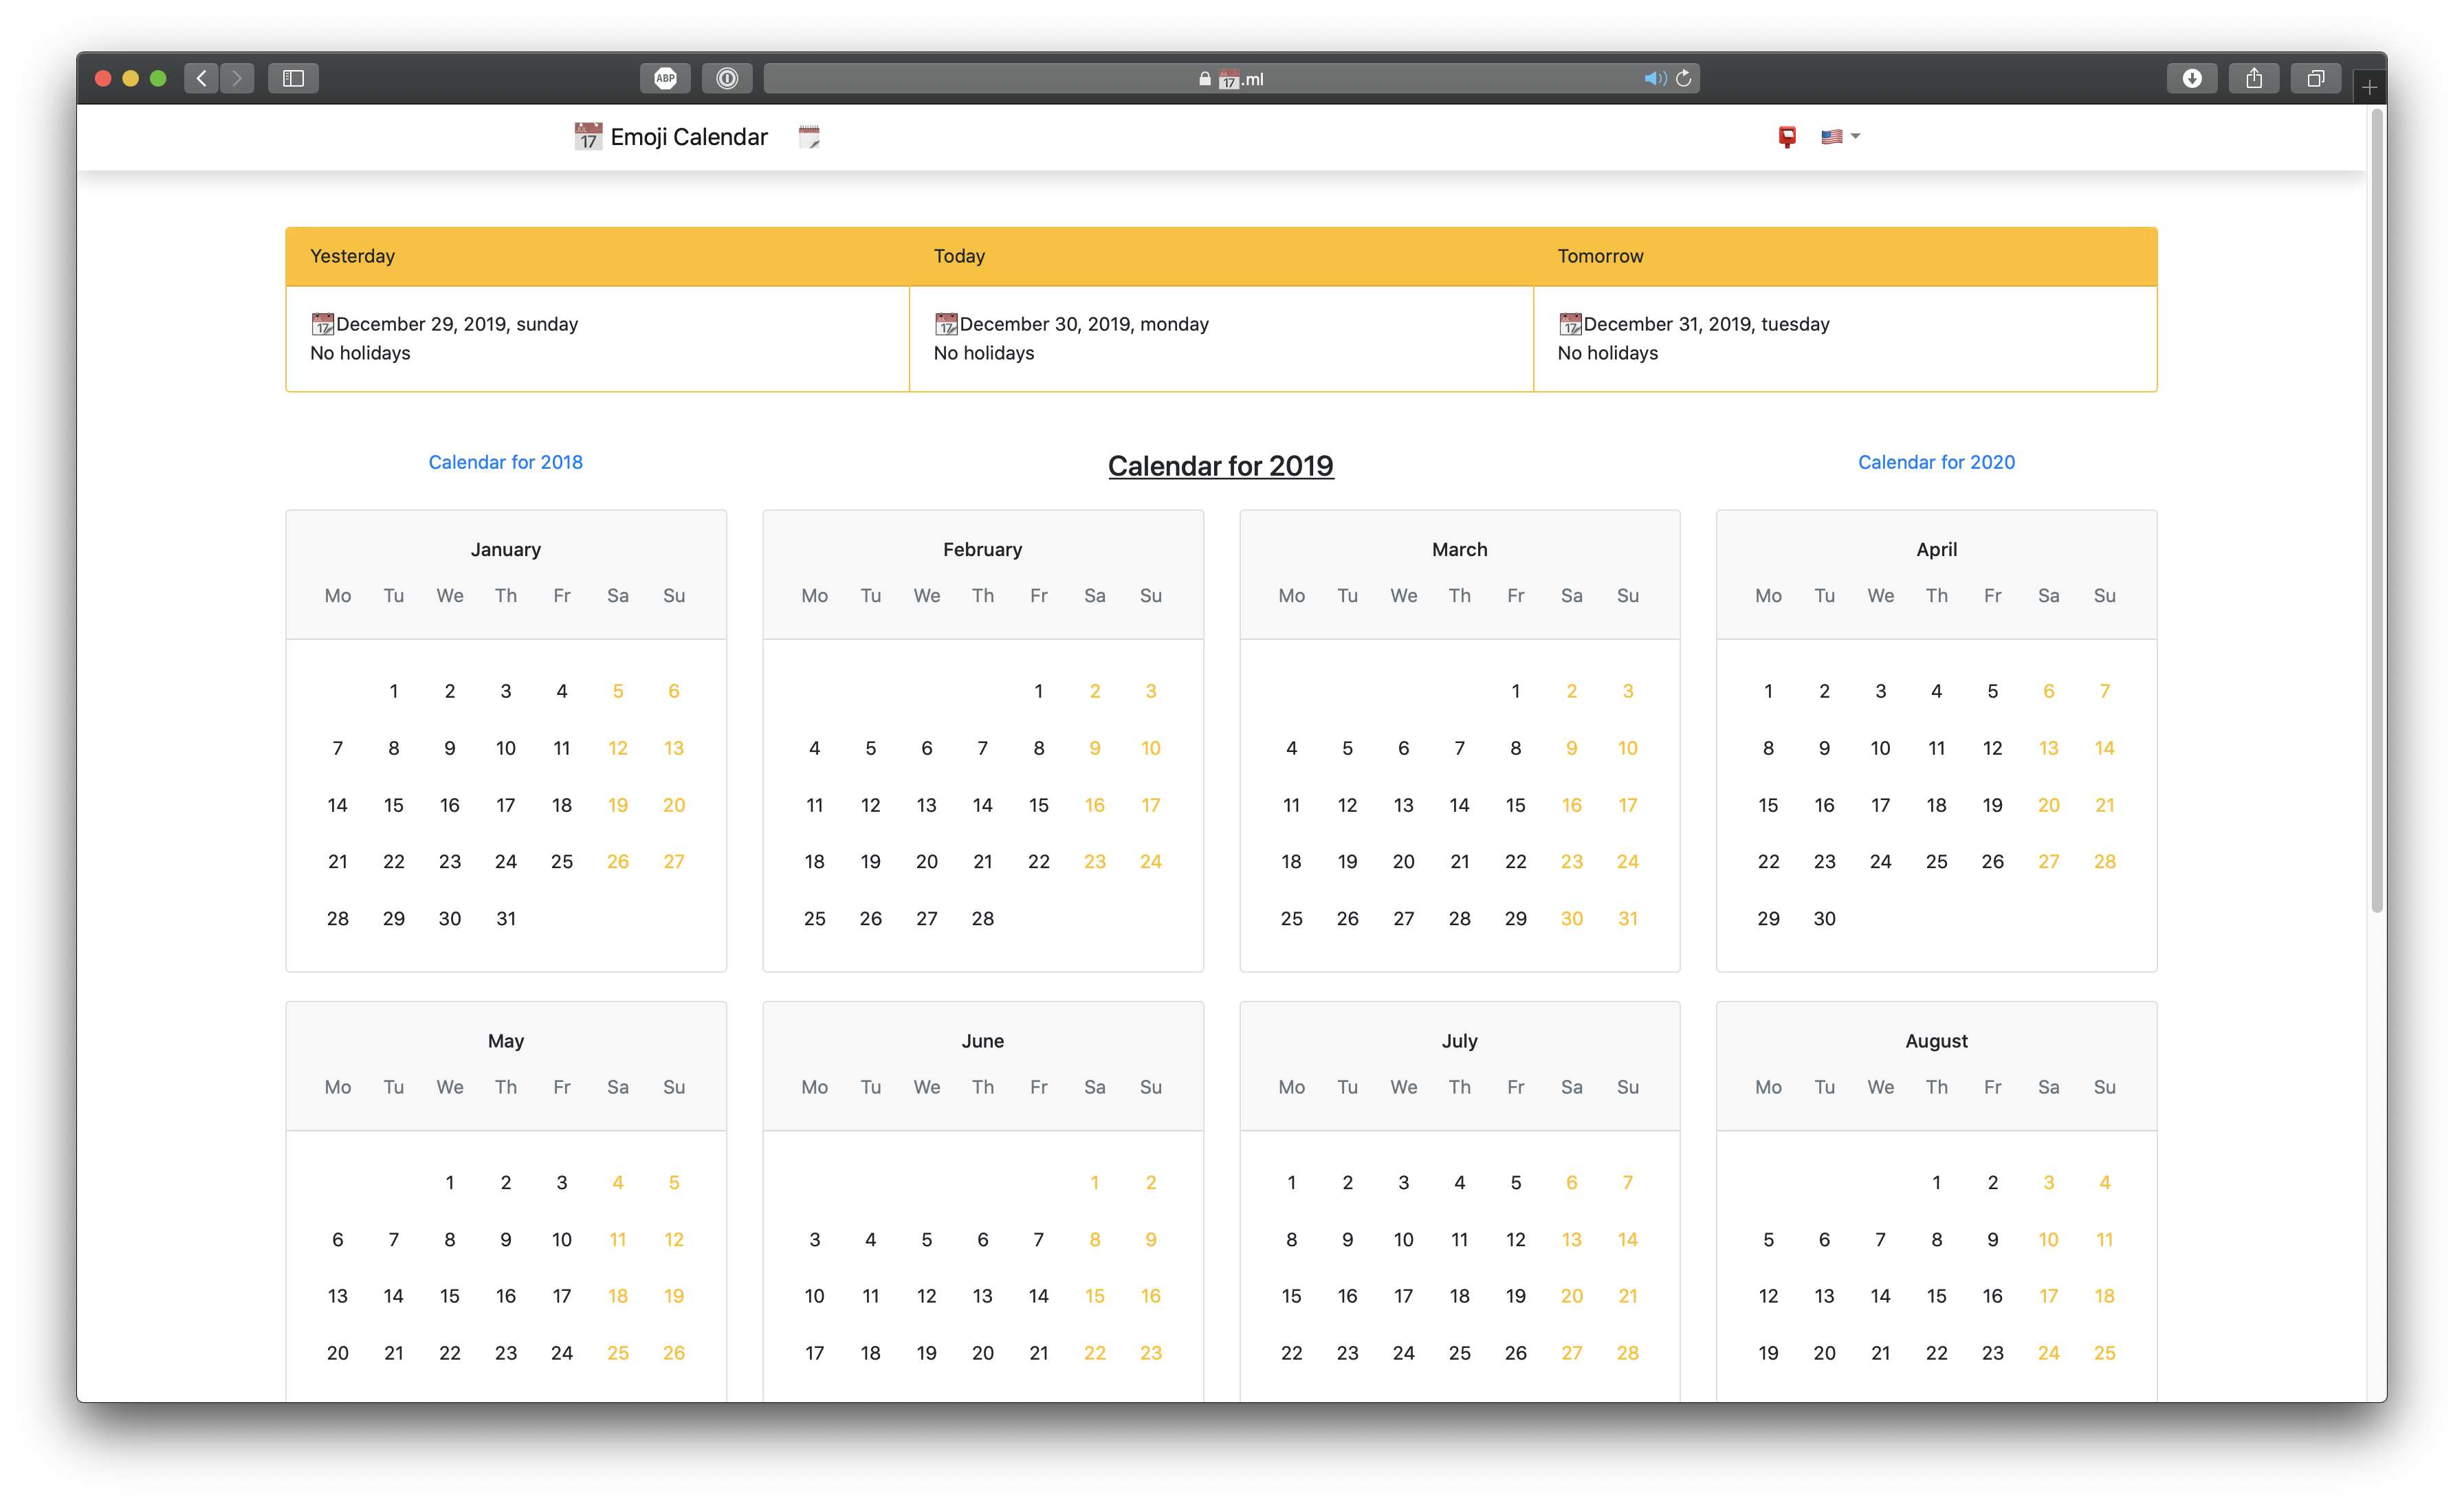 ABP 17 .ml
JUL 17 Emoji Calendar
Yesterday Today Tomorrow
17 December 29, 2019, sunday 17 December 30, 2019, monday 17 December 31, 2019, tuesday
No holidays No holidays No holidays
Calendar for 2018 Calendar for 2019 Calendar for 2020
January February March April
Mo Tu We Th Fr Sa Su Mo Tu We Th Fr Sa Su Mo Tu We Th Fr Sa Su Mo Tu We Th Fr Sa Su
1 2 3 4 5 6 1 2 3 1 2 3 1 2 3 4 5 6 7
7 8 9 10 11 12 13 4 5 6 7 8 9 10 4 5 6 7 8 9 10 8 9 10 11 12 13 14
14 15 16 17 18 19 20 11 12 13 14 15 16 17 11 12 13 14 15 16 17 15 16 17 18 19 20 21
21 22 23 24 25 26 27 18 19 20 21 22 23 24 18 19 20 21 22 23 24 22 23 24 25 26 27 28
28 29 30 31 25 26 27 28 25 26 27 28 29 30 31 29 30
May June July August
Mo Tu We Th Fr Sa Su Mo Tu We Th Fr Sa Su Mo Tu We Th Fr Sa Su Mo Tu We Th Fr Sa Su
1 2 3 4 5 1 2 1 2 3 4 5 6 7 1 2 3 4
6 7 8 9 10 11 12 3 4 5 6 7 8 9 8 9 10 11 12 13 14 5 6 7 8 9 10 11
13 14 15 16 17 18 19 10 11 12 13 14 15 16 15 16 17 18 19 20 21 12 13 14 15 16 17 18
20 21 22 23 24 25 26 17 18 19 20 21 22 23 22 23 24 25 26 27 28 19 20 21 22 23 24 25